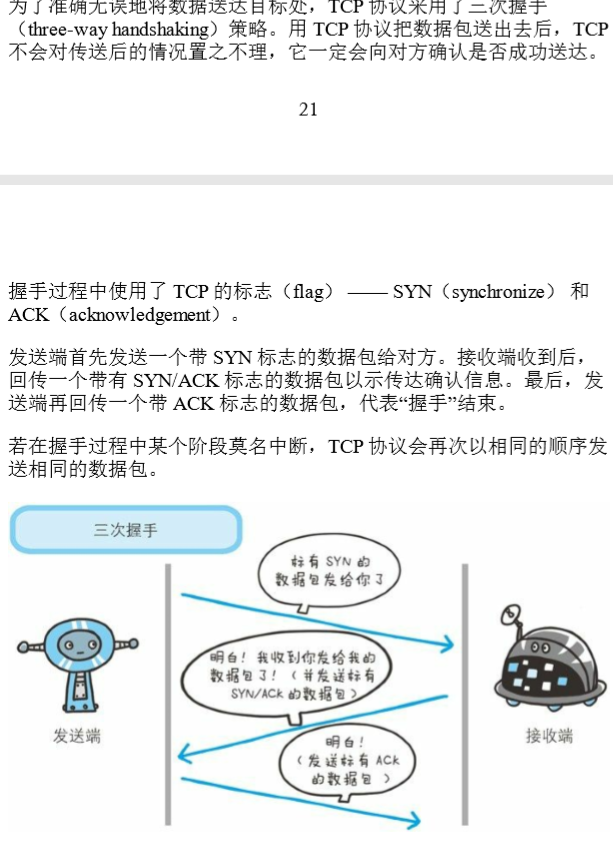 为了准确无误地将数据送达目标处，TCP 协议采用了三次握手
（three-way handshaking）策略。用 TCP 协议把数据包送出去后，TCP
不会对传送后的情况置之不理，它一定会向对方确认是否成功送达。
21
握手过程中使用了 TCP 的标志（flag） —— SYN（synchronize） 和
ACK（acknowledgement）。
发送端首先发送一个带 SYN 标志的数据包给对方。接收端收到后，
回传一个带有 SYN/ACK 标志的数据包以示传达确认信息。最后，发
送端再回传一个带 ACK 标志的数据包，代表“握手”结束。
若在握手过程中某个阶段莫名中断，TCP 协议会再次以相同的顺序发
送相同的数据包。
三次握手
标有 SYN 的
数据包发给你了
明白！我收到你发给我的
数据包了！（并发送标有
SYN/ACK 的数据包）
明白！
（发送标有 ACK
的数据包 ）
发送端
接收端